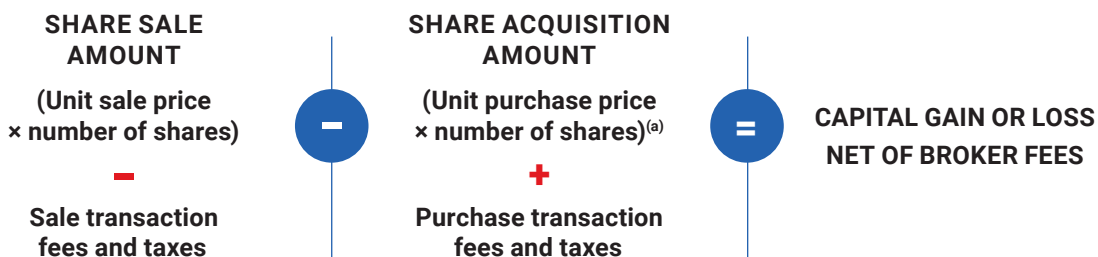 SHARE SALE
AMOUNT
(Unit sale price
× number of shares)
–
Sale transaction
fees and taxes
–
SHARE ACQUISITION
AMOUNT
(Unit purchase price
× number of shares)(a)
+
Purchase transaction
fees and taxes
=
CAPITAL GAIN OR LOSS
NET OF BROKER FEES